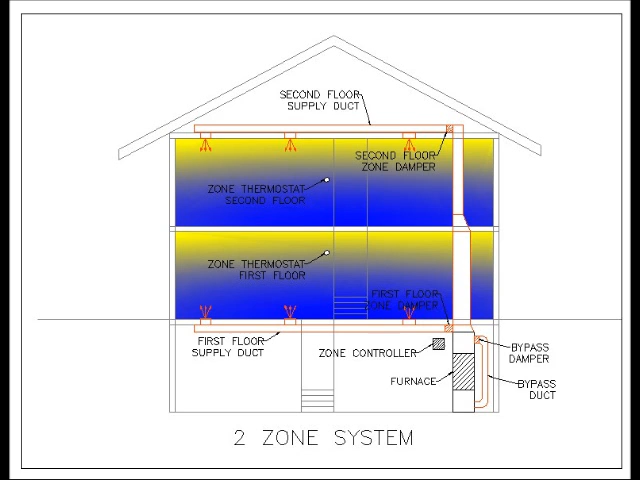 SECOND FLOOR
SUPPLY DUCT
SECOND FLOOR
ZONE DAMPER
ZONE THERMOSTAT
SECOND FLOOR
ZONE THERMOSTAT
FIRST FLOOR
FIRST FLOOR
ZONE DAMPER
FIRST FLOOR
SUPPLY DUCT
ZONE CONTROLLER
BYPASS
DAMPER
FURNACE
BYPASS
DUCT
2 ZONE SYSTEM